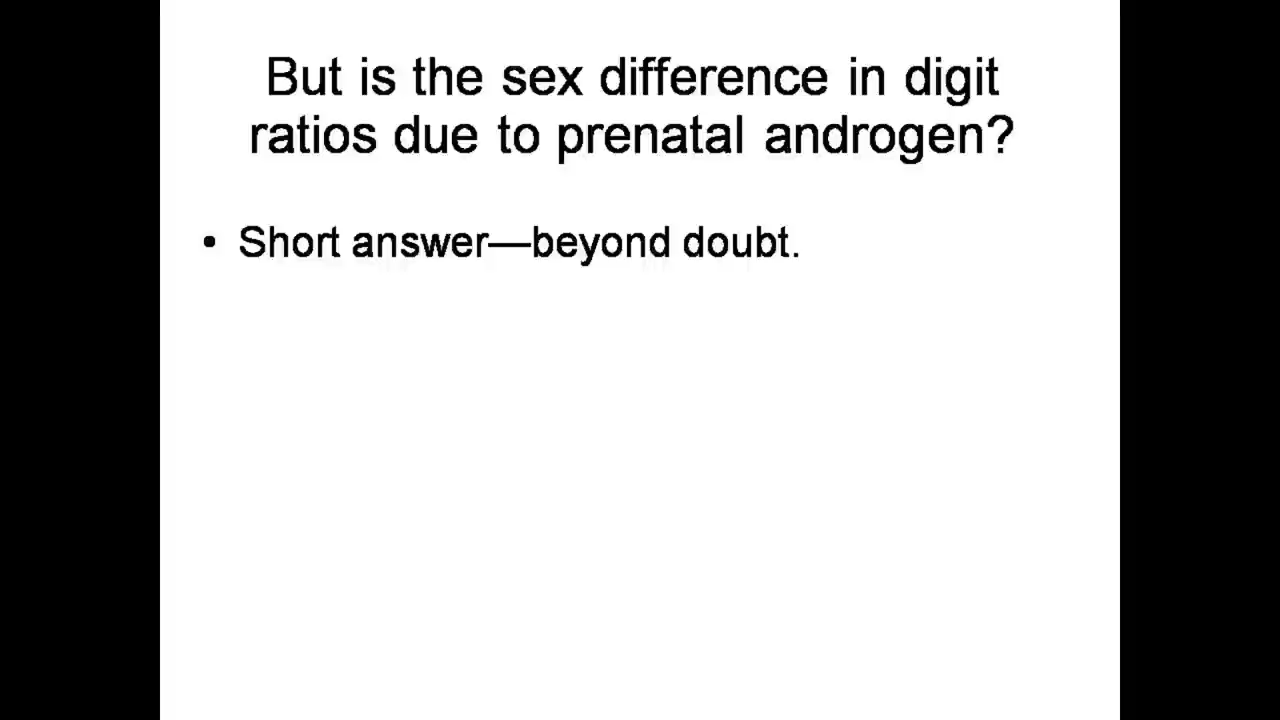 But is the sex difference in digit
ratios due to prenatal androgen?
• Short answer—beyond doubt.